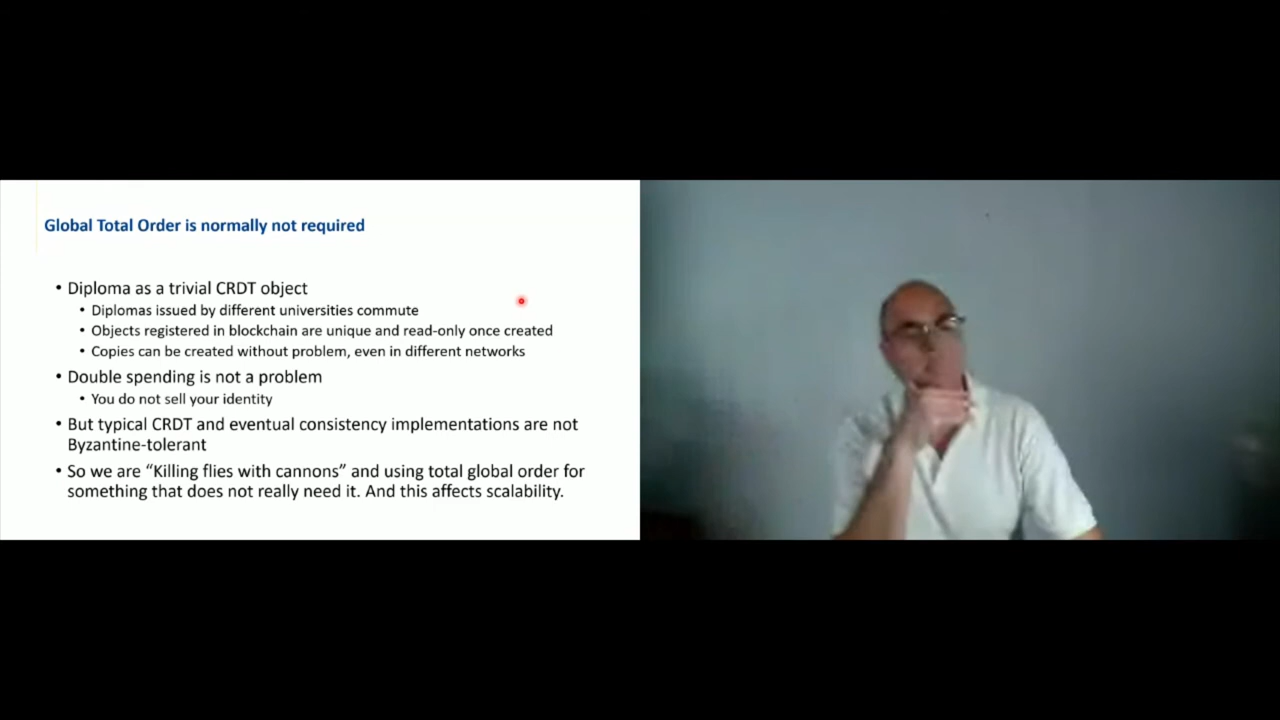 Global Total Order is normally not required
• Diploma as a trivial CRDT object
• Diplomas issued by different universities commute
• Objects registered in blockchain are unique and read-only once created
• Copies can be created without problem, even in different networks
• Double spending is not a problem
• You do not sell your identity
• But typical CRDT and eventual consistency implementations are not
Byzantine-tolerant
• So we are “Killing flies with cannons” and using total global order for
something that does not really need it. And this affects scalability.